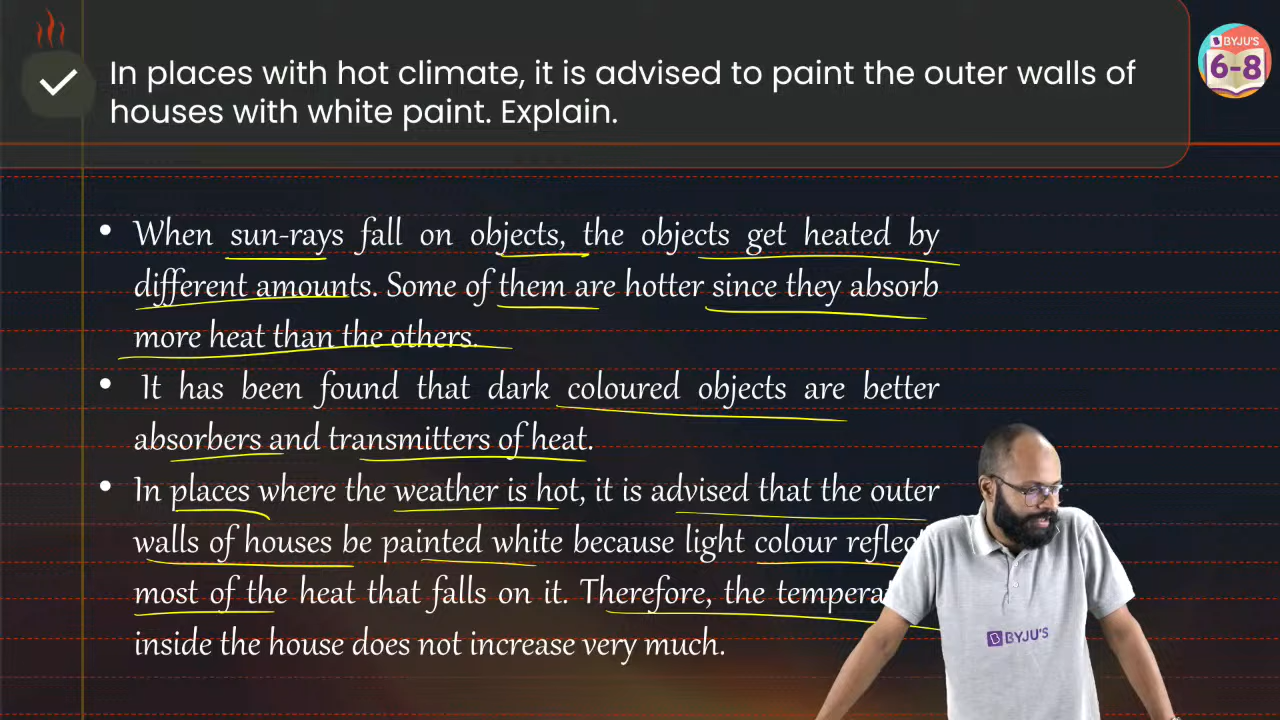 In places with hot climate, it is advised to paint the outer walls of
houses with white paint. Explain.
BYJU'S
6-8
• When sun-rays fall on objects, the objects get heated by
different amounts. Some of them are hotter since they absorb
more heat than the others.
• It has been found that dark coloured objects are better
absorbers and transmitters of heat.
• In places where the weather is hot, it is advised that the outer
walls of houses be painted white because light colour
most of the heat that falls on it. Therefore, the
inside the house does not increase very much.
BYJU'S